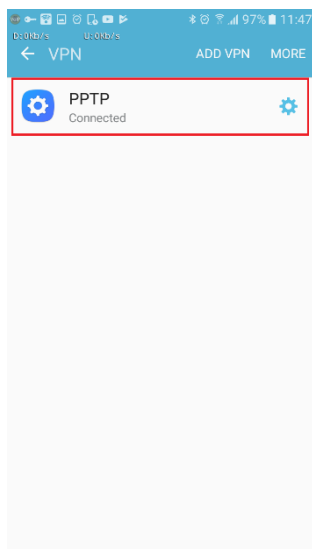 97% 11:47
D:0Kb/s U:0Kb/s
VPN ADD VPN MORE
PPTP
Connected